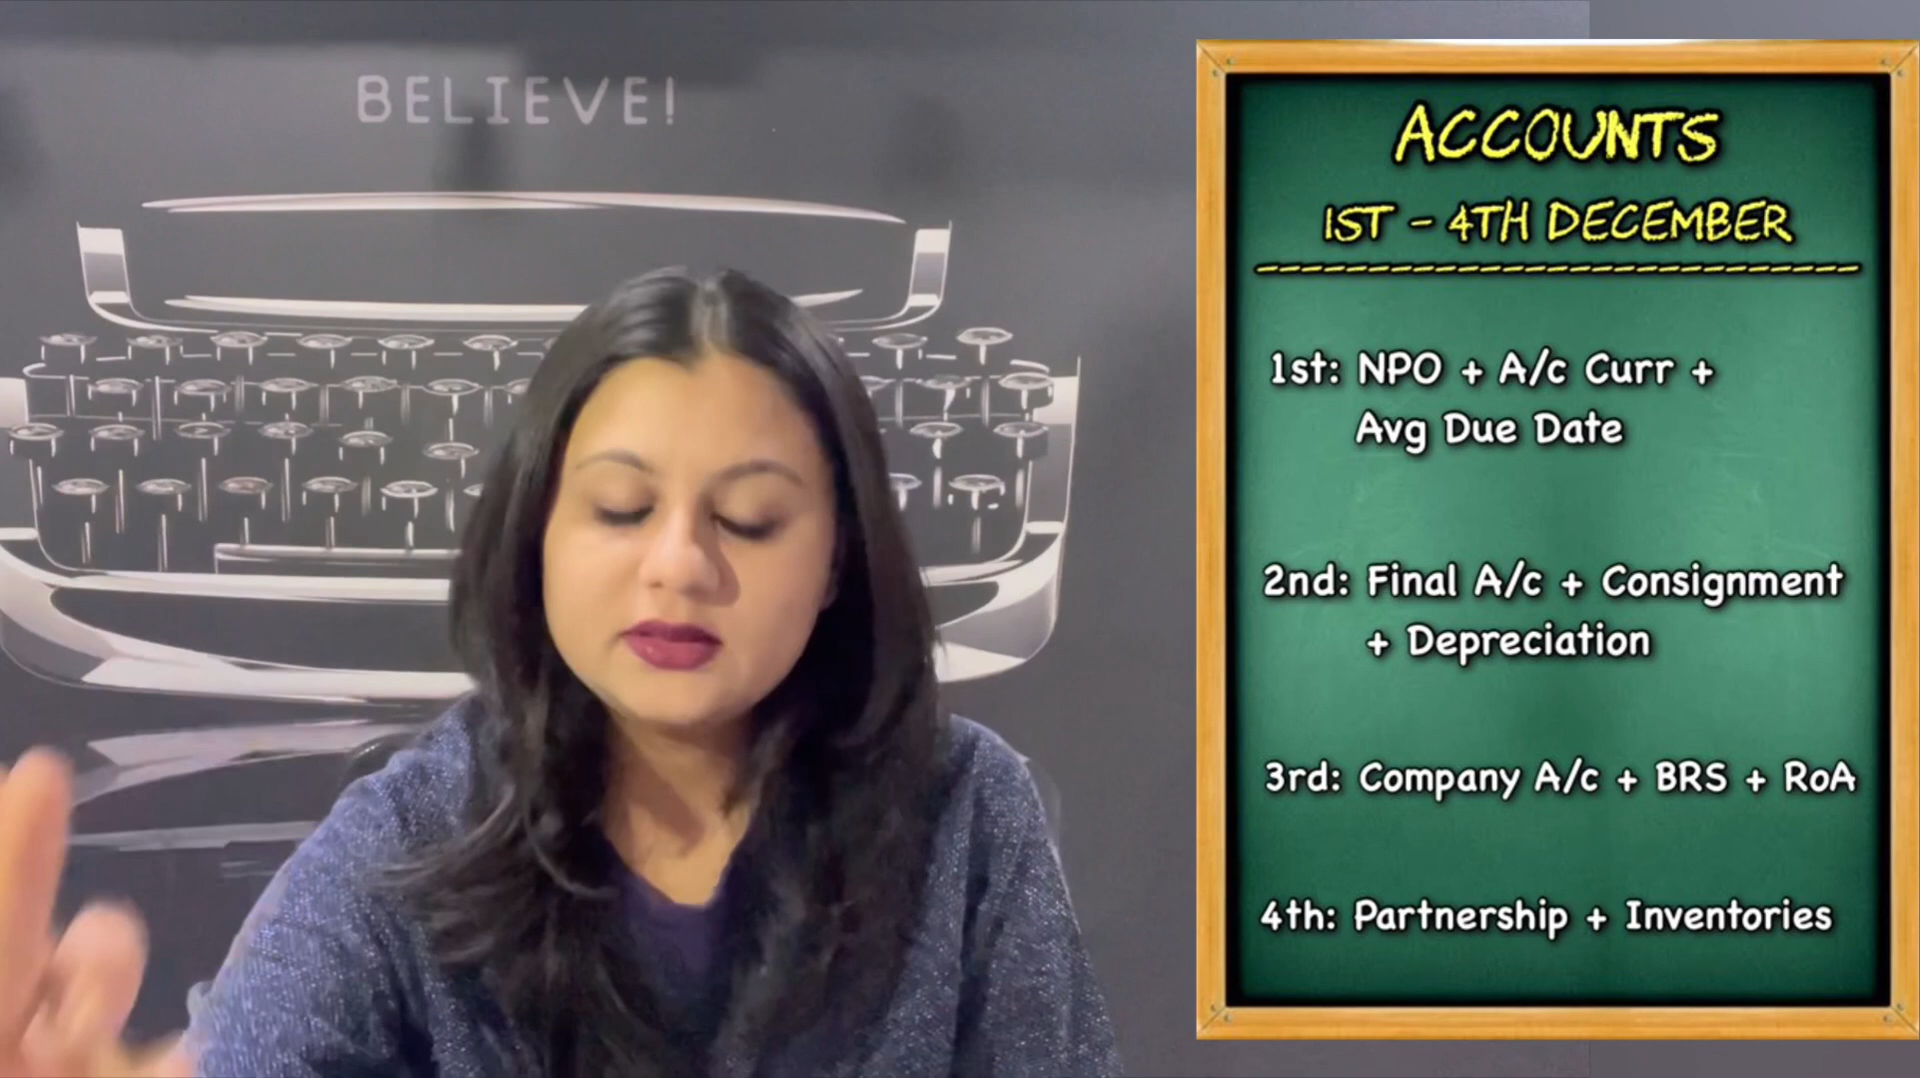 BELIEVE!
ACCOUNTS
1ST - 4TH DECEMBER
1st: NPO + A/c Curr +
Avg Due Date
2nd: Final A/c + Consignment
+ Depreciation
3rd: Company A/c + BRS + RoA
4th: Partnership + Inventories